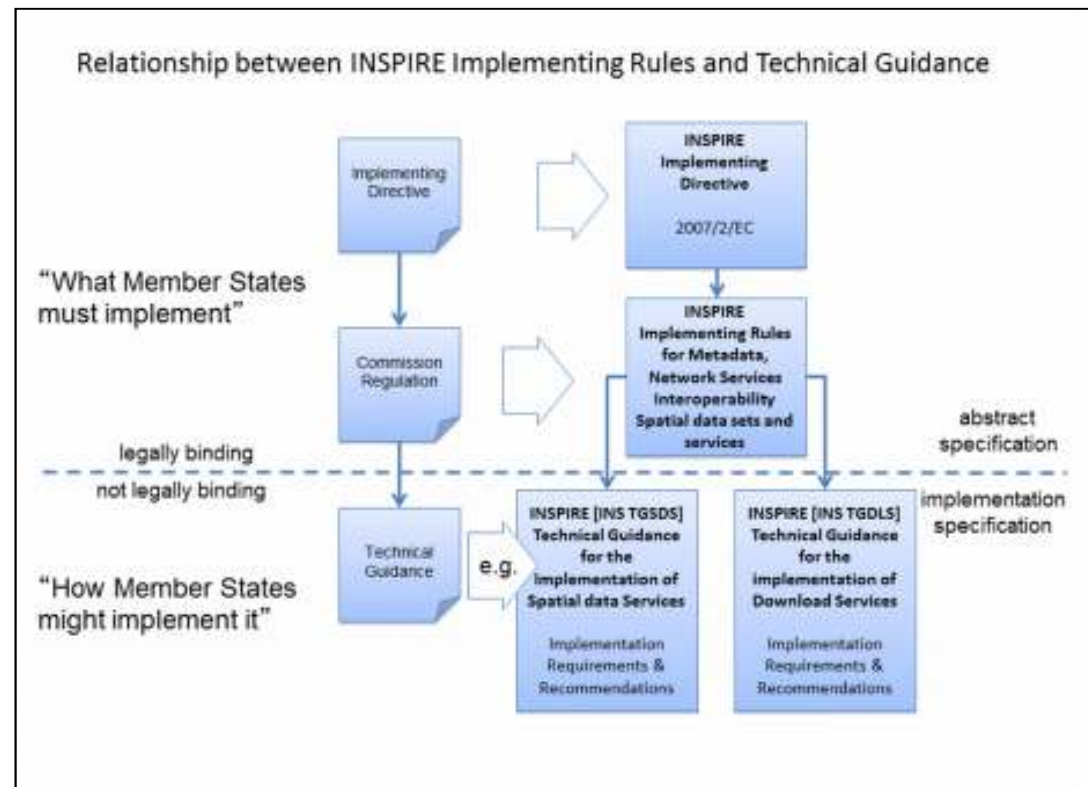 Relationship between INSPIRE Implementing Rules and Technical Guidance
Implementing
Directive
INSPIRE
Implementing
Directive
2007/2/EC
“What Member States
must implement”
Commission
Regulation
INSPIRE
Implementing Rules
for Metadata,
Network Services
Interoperability
Spatial data sets and
services
abstract
specification
legally binding
not legally binding
implementation
specification
Technical
Guidance
e.g.
“How Member States
might implement it”
INSPIRE [INS TGSDS]
Technical Guidance
for the
Implementation of
Spatial data Services
Implementation
Requirements &
Recommendations
INSPIRE [INS TGDLS]
Technical Guidance
for the
implementation of
Download Services
Implementation
Requirements &
Recommendations